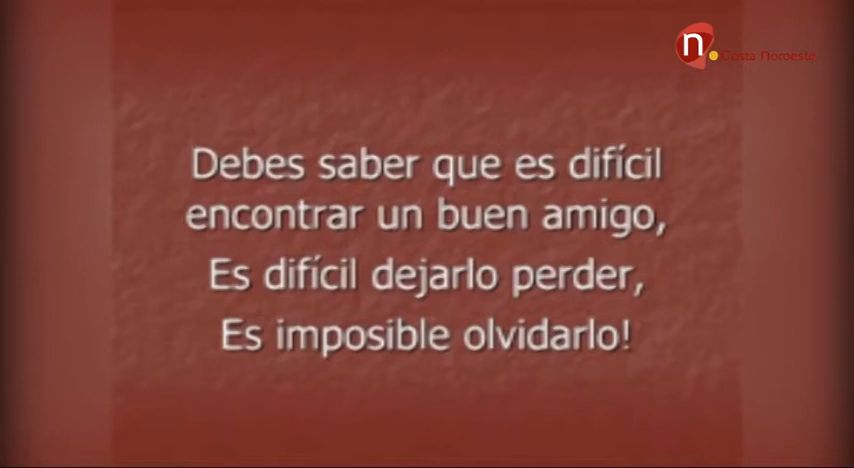 n. Costa Noroeste
Debes saber que es difícil
encontrar un buen amigo,
Es difícil dejarlo perder,
Es imposible olvidarlo!